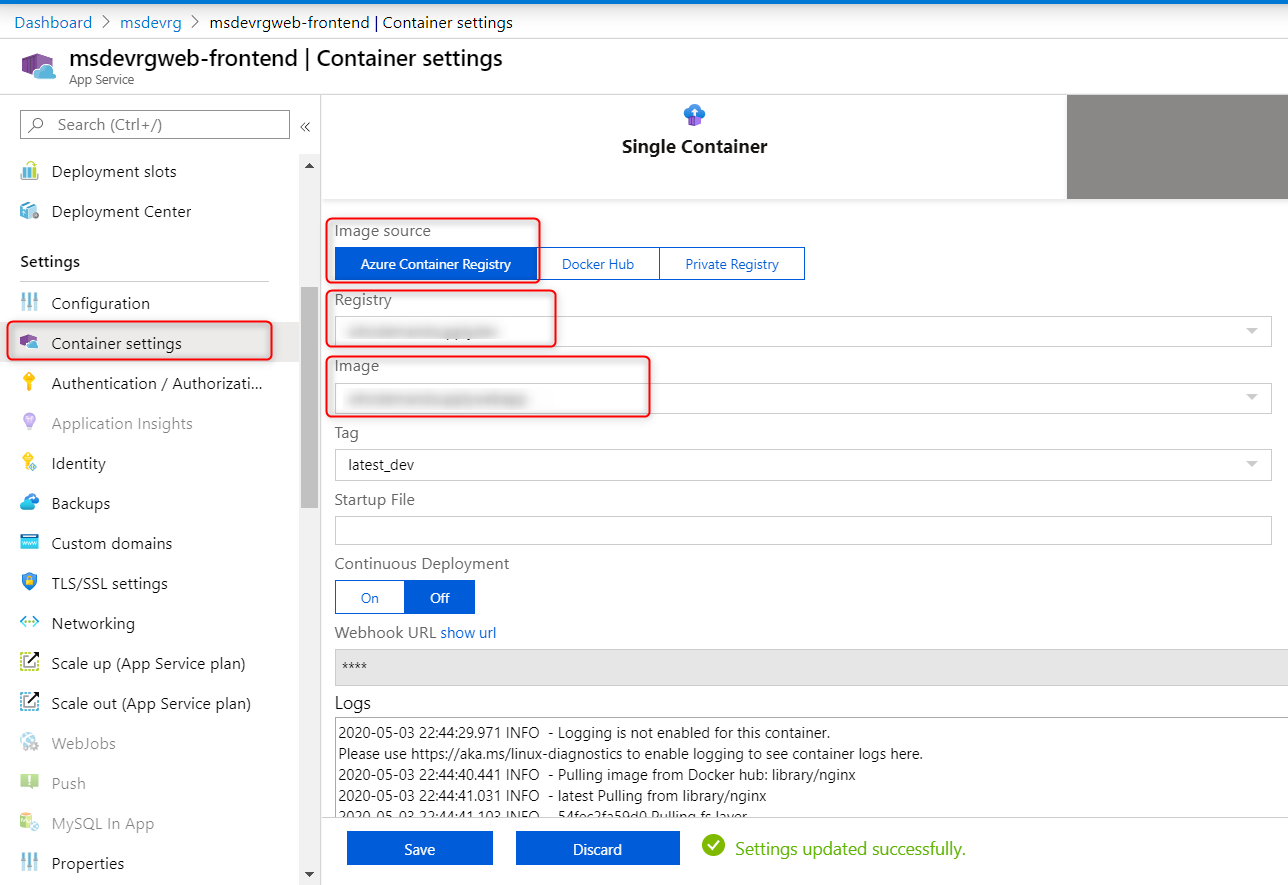 Dashboard > msdevrg > msdevrgweb-frontend | Container settings
msdevrgweb-frontend | Container settings
App Service
Search (Ctrl+/)
«
Deployment slots
Deployment Center
Settings
Configuration
Container settings
Authentication / Authorizati...
Application Insights
Identity
Backups
Custom domains
TLS/SSL settings
Networking
Scale up (App Service plan)
Scale out (App Service plan)
WebJobs
Push
MySQL In App
Properties
Single Container
Image source
Azure Container Registry Docker Hub Private Registry
Registry
Image
Tag
latest_dev
Startup File
Continuous Deployment
On Off
Webhook URL show url
****
Logs
2020-05-03 22:44:29.971 INFO - Logging is not enabled for this container.
Please use https://aka.ms/linux-diagnostics to enable logging to see container logs here.
2020-05-03 22:44:40.441 INFO - Pulling image from Docker hub: library/nginx
2020-05-03 22:44:41.031 INFO - latest Pulling from library/nginx
2020-05-03 22:44:41.103 INFO - 54fec2fa59d0 Pulling fs layer
Save Discard Settings updated successfully.